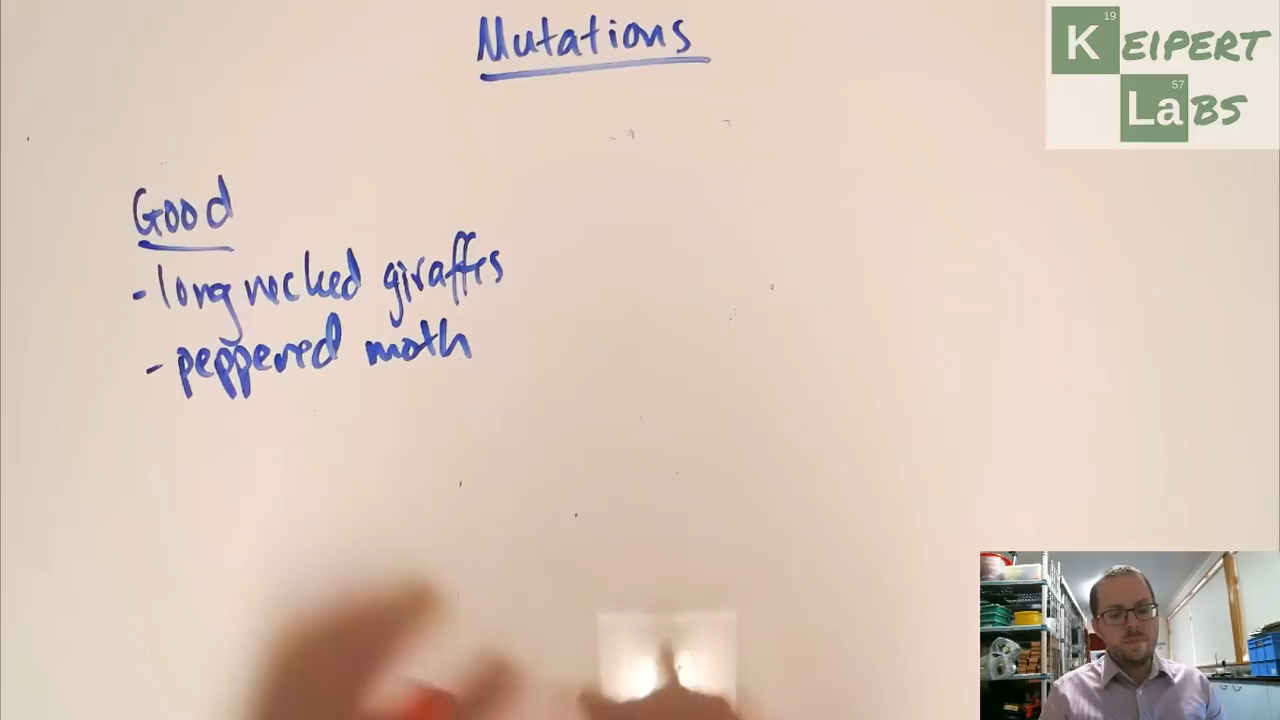 Mutations
19
KEIPERT
57
LaBS
Good
- long necked giraffes
- peppered moth